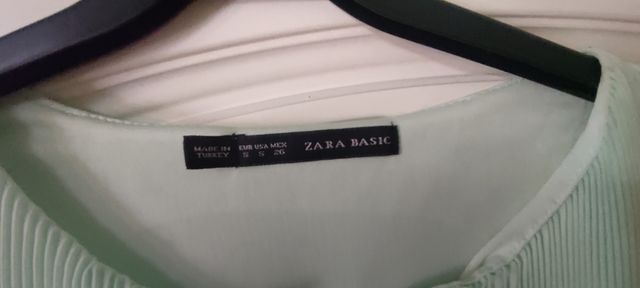 MADE IN
TURKEY
EUR USA MEX
S S 26
ZARA BASIC